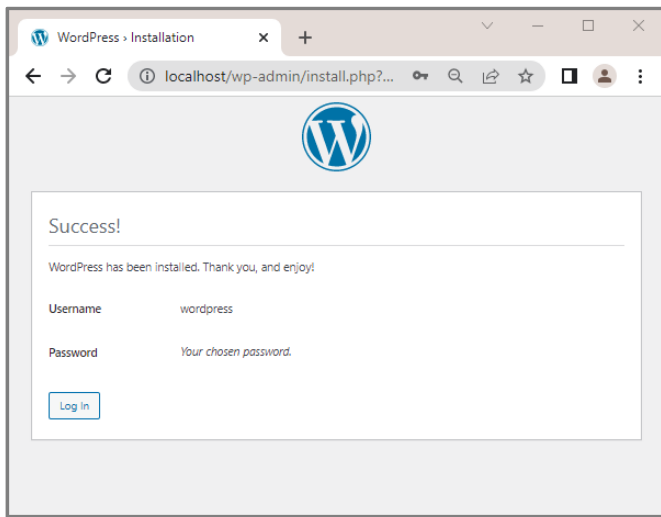 WordPress › Installation
localhost/wp-admin/install.php?...
Success!
WordPress has been installed. Thank you, and enjoy!
Username wordpress
Password Your chosen password.
Log In